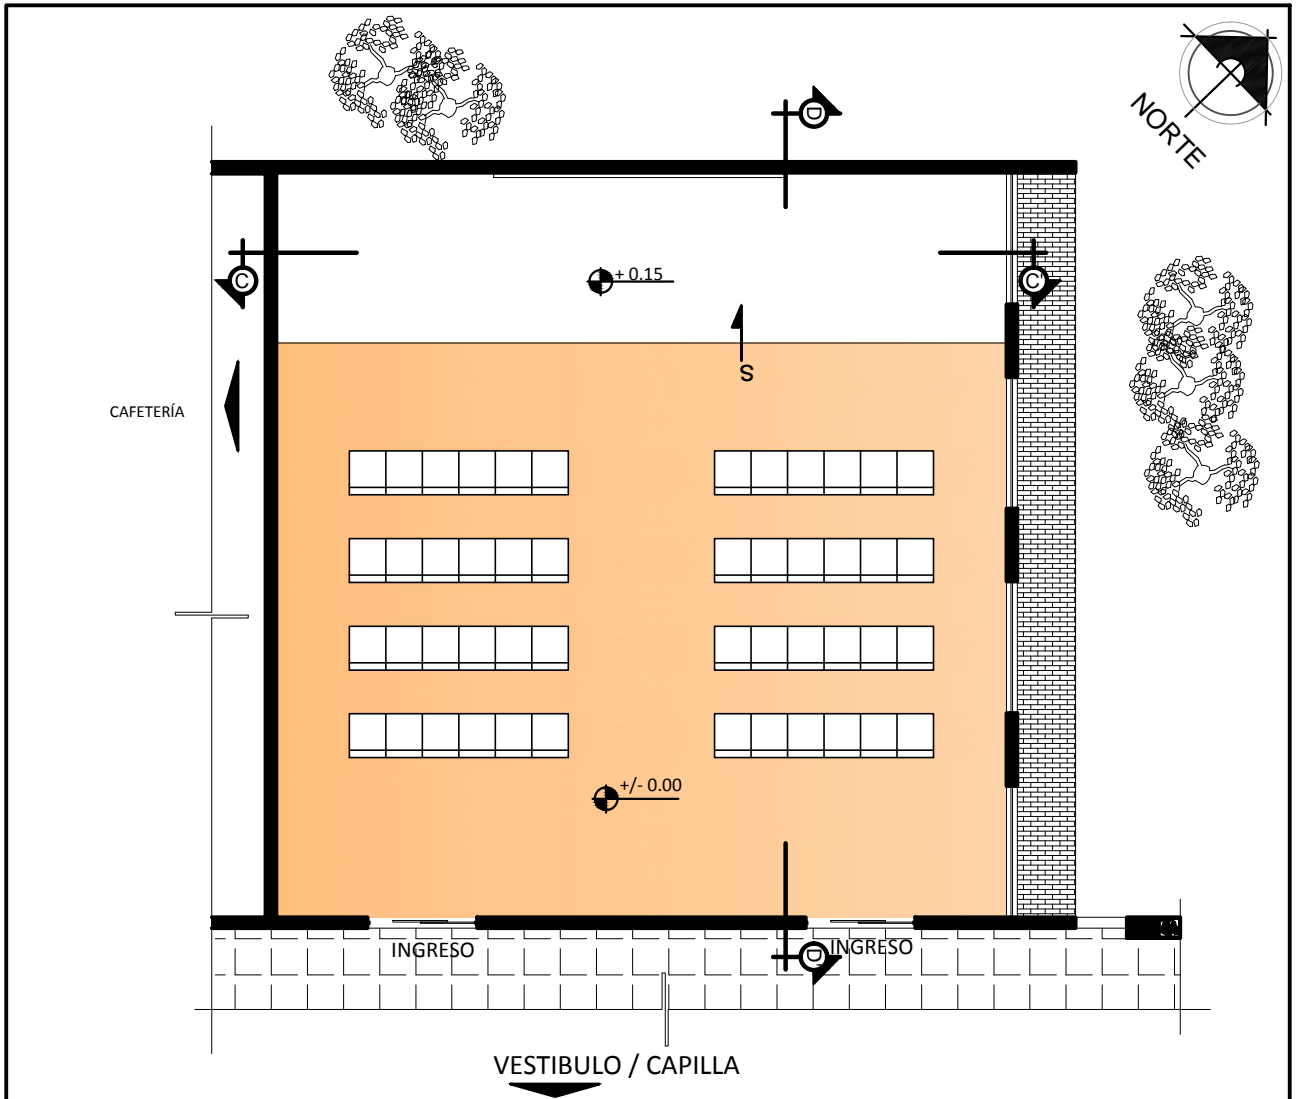 NORTE
D
C
C'
+ 0.15
S
CAFETERÍA
+/- 0.00
INGRESO
D'
INGRESO
VESTIBULO / CAPILLA